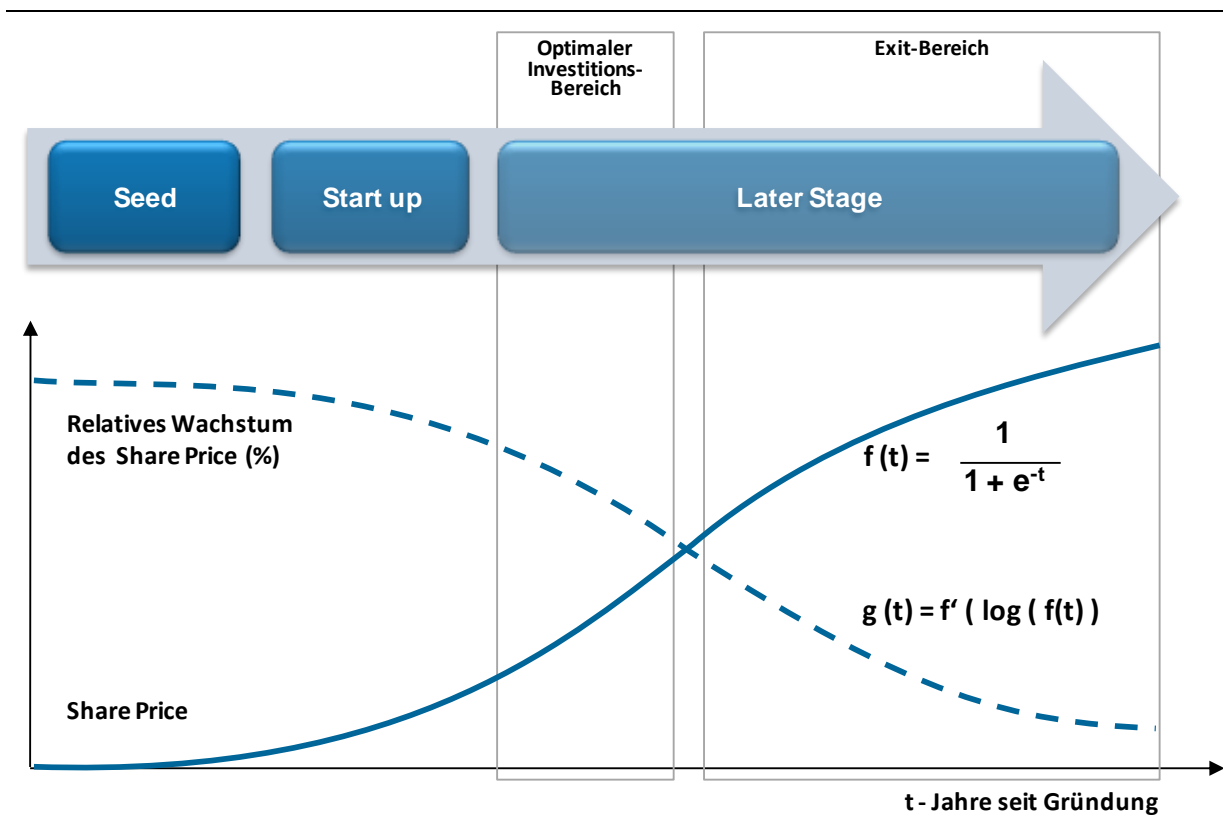 Optimaler
Investitions-
Bereich
Exit-Bereich
Seed
Start up
Later Stage
Relatives Wachstum
des Share Price (%)
f (t) = 1
1 + e⁻ᵗ
g (t) = f‘ ( log ( f(t) )
Share Price
t - Jahre seit Gründung